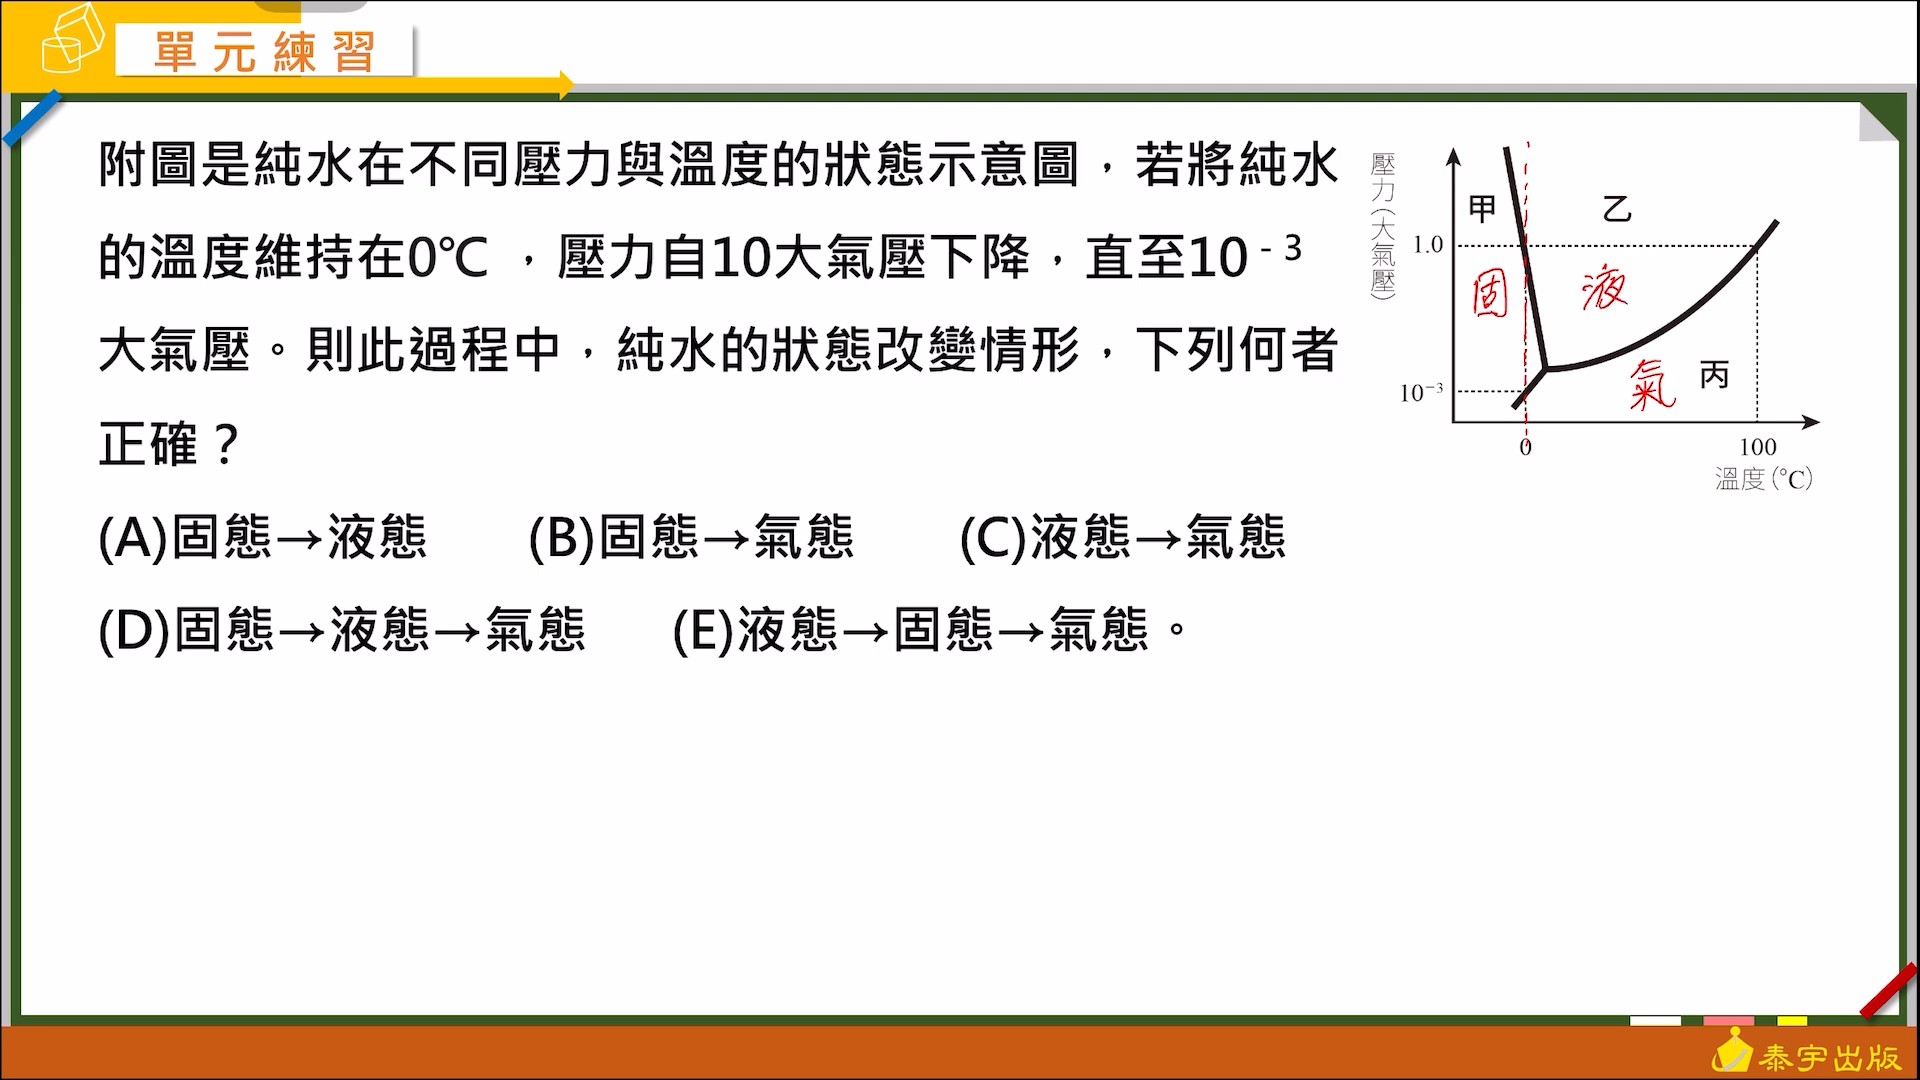 單元練習
附圖是純水在不同壓力與溫度的狀態示意圖，若將純水
的溫度維持在0℃ ，壓力自10大氣壓下降，直至10⁻³
大氣壓。則此過程中，純水的狀態改變情形，下列何者
正確？
(A)固態→液態 (B)固態→氣態 (C)液態→氣態
(D)固態→液態→氣態 (E)液態→固態→氣態。
壓力(大氣壓)
甲 乙
1.0
固 液
氣 丙
10⁻³
0 100
溫度(℃)
泰宇出版